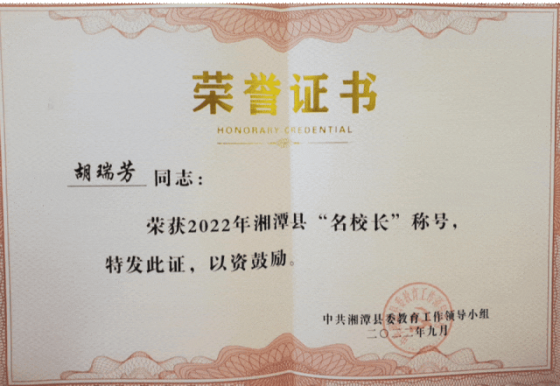 荣誉证书
HONORARY CREDENTIAL
胡瑞芳 同志：
荣获2022年湘潭县“名校长”称号，
特发此证，以资鼓励。
中共湘潭县委教育工作领导小组
二〇二二年九月